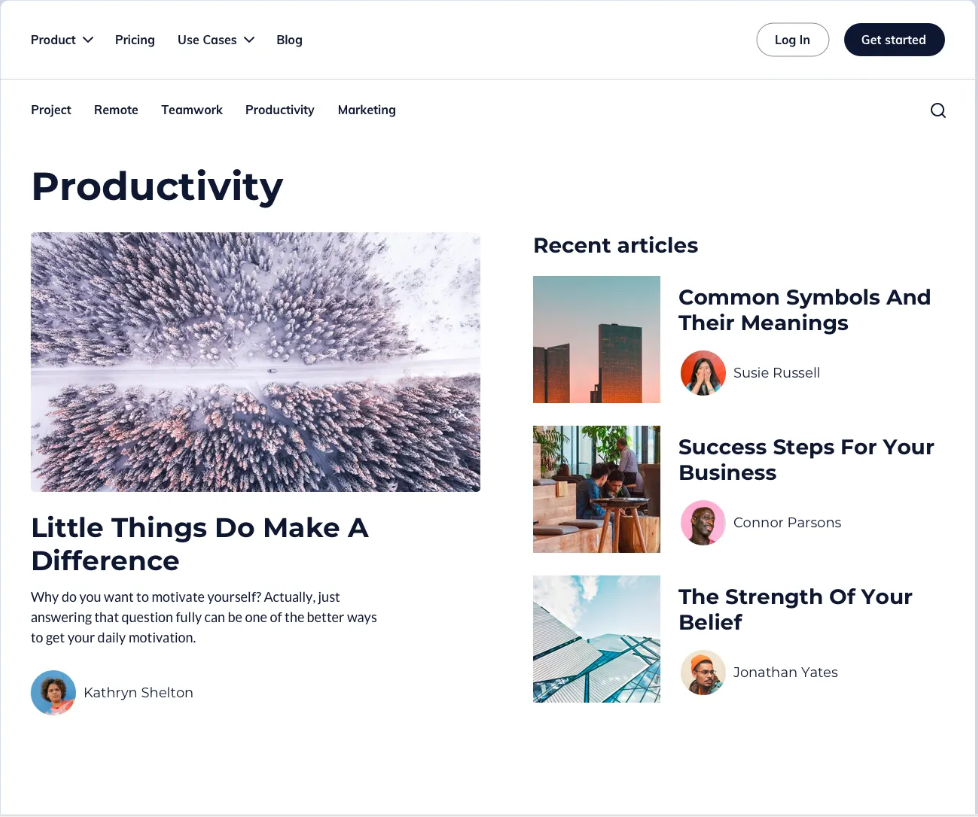 Product Pricing Use Cases Blog Log In Get started
Project Remote Teamwork Productivity Marketing
Productivity
Little Things Do Make A
Difference
Why do you want to motivate yourself? Actually, just
answering that question fully can be one of the better ways
to get your daily motivation.
Kathryn Shelton
Recent articles
Common Symbols And
Their Meanings
Susie Russell
Success Steps For Your
Business
Connor Parsons
The Strength Of Your
Belief
Jonathan Yates